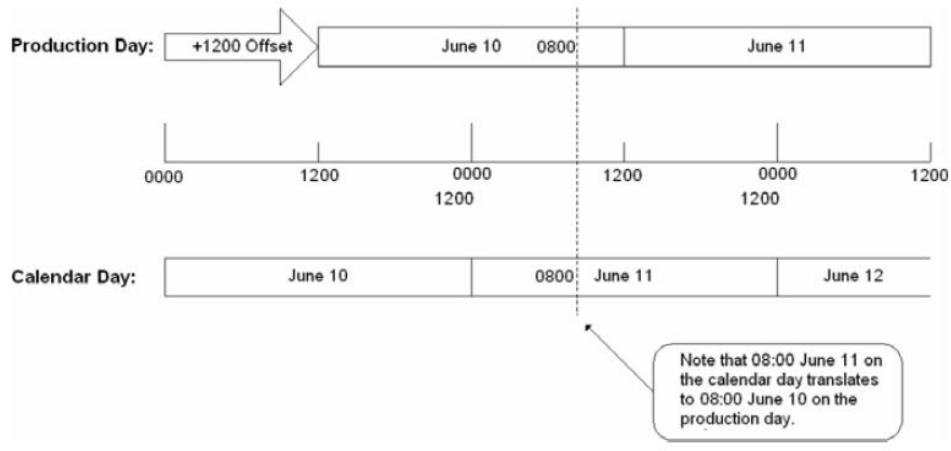 Production Day:
+1200 Offset
June 10 0800
June 11
0000 1200 0000 1200 0000 1200
1200 1200
Calendar Day:
June 10
0800 June 11
June 12
Note that 08:00 June 11 on
the calendar day translates
to 08:00 June 10 on the
production day.